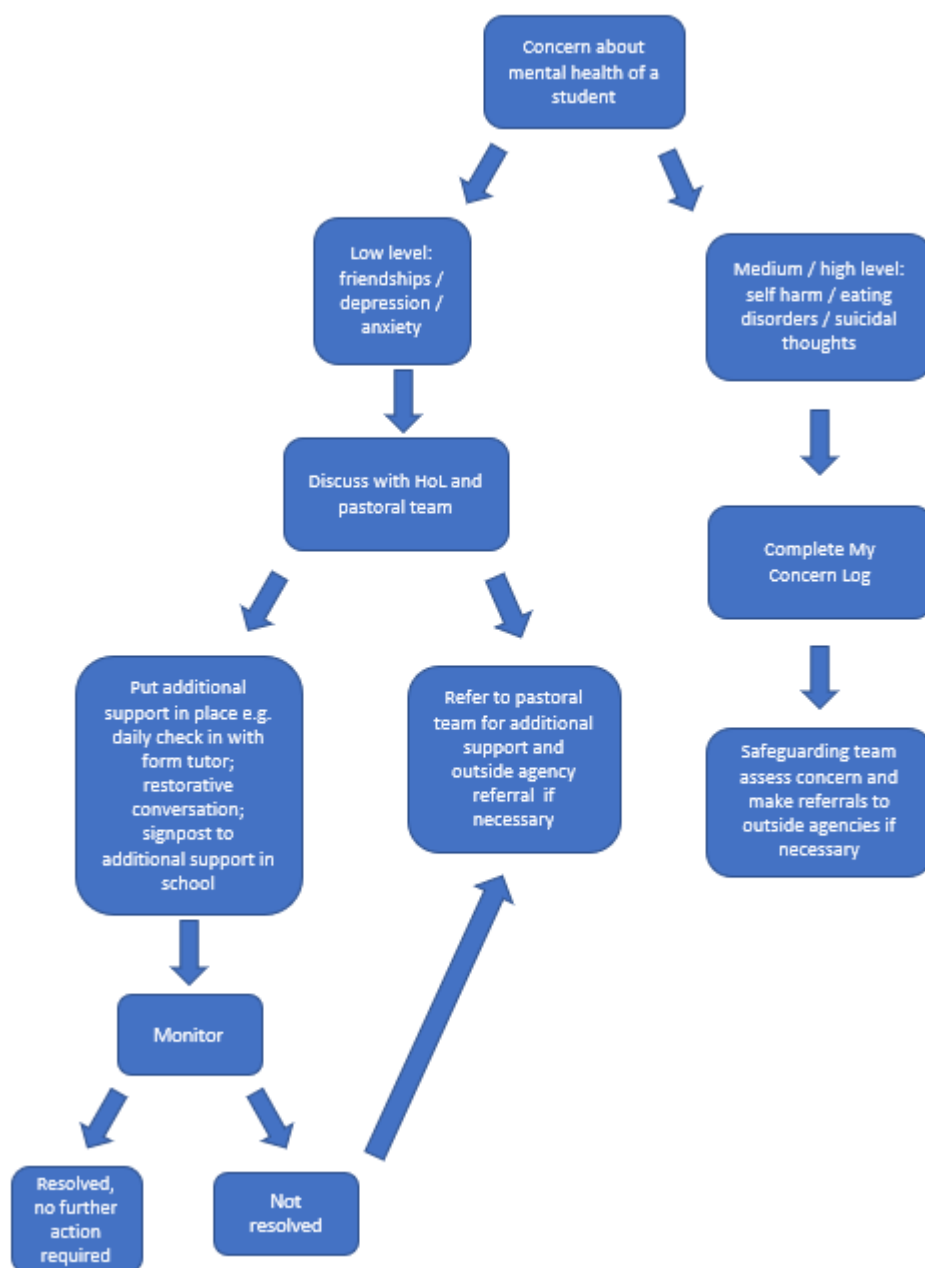 Concern about
mental health of a
student
Low level:
friendships /
depression /
anxiety
Medium / high level:
self harm / eating
disorders / suicidal
thoughts
Discuss with HoL and
pastoral team
Complete My
Concern Log
Put additional
support in place e.g.
daily check in with
form tutor;
restorative
conversation;
signpost to
additional support in
school
Refer to pastoral
team for additional
support and
outside agency
referral if
necessary
Safeguarding team
assess concern and
make referrals to
outside agencies if
necessary
Monitor
Resolved,
no further
action
required
Not
resolved